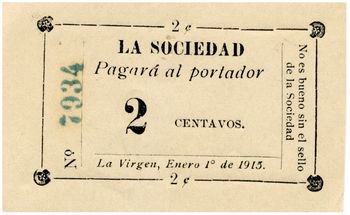 2 ¢
LA SOCIEDAD
Pagará al portador
2 CENTAVOS.
La Virgen, Enero 1º de 1915.
2 ¢
Nº 7934
No es bueno sin el sello
de la Sociedad